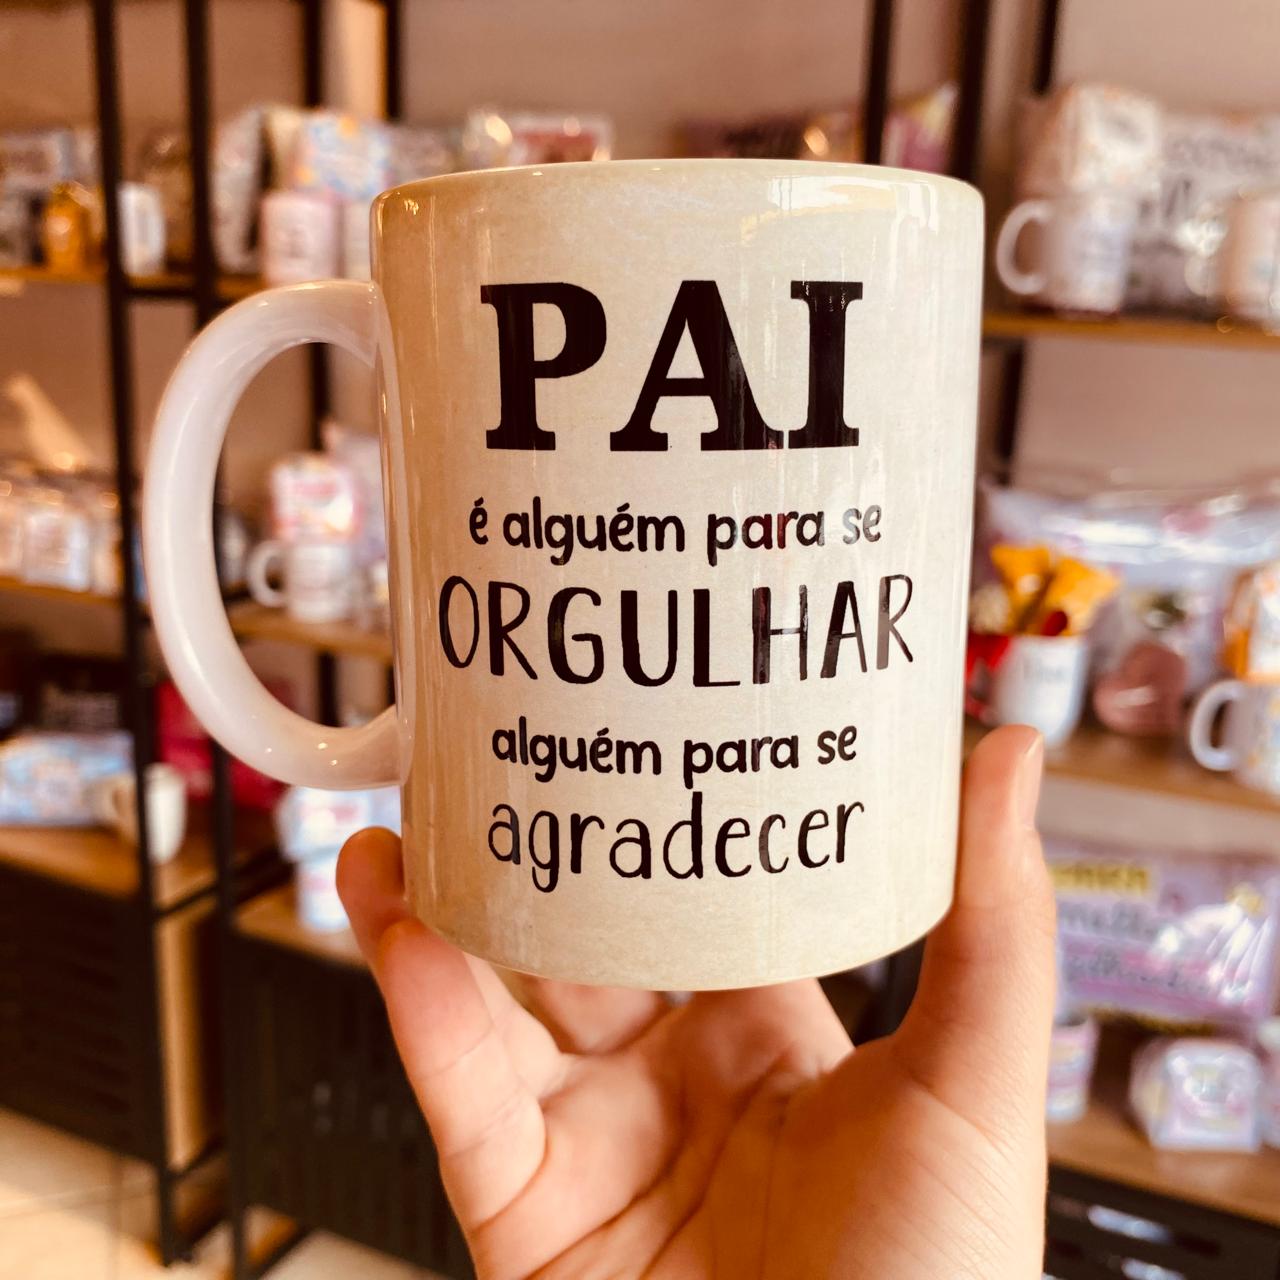 PAI
é alguém para se
ORGULHAR
alguém para se
agradecer